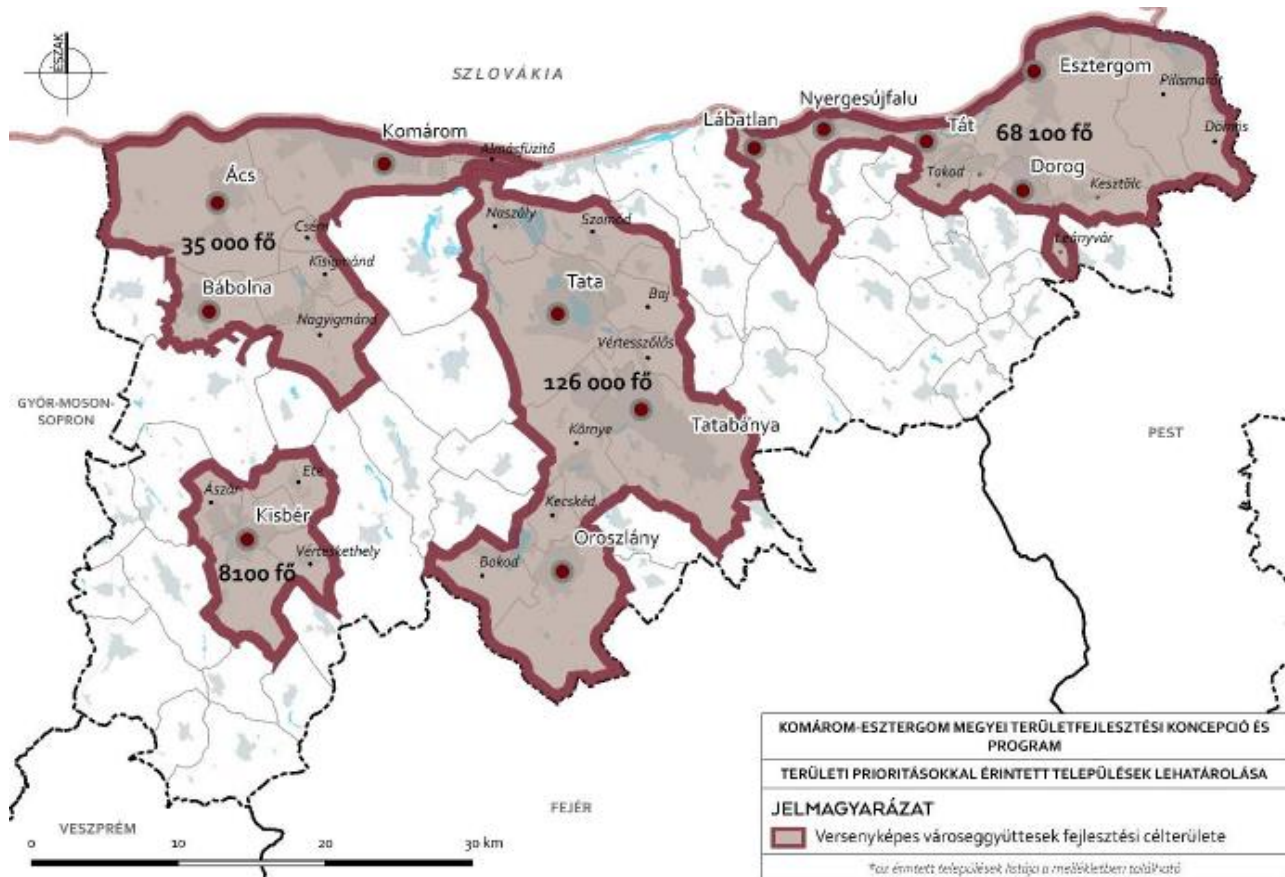 ÉSZAK
SZLOVÁKIA
Esztergom
Pilismarót
Nyergesújfalu
Lábatlan
Komárom
Tát
68 100 fő
Dömös
Almásfüzitő
Ács
Tokod
Dorog
Kesztölc
Csém
Naszály
Szomód
35 000 fő
Leányvár
Kisigmánd
Bábolna
Tata
Baj
Nagyigmánd
Vértesszőlős
126 000 fő
GYŐR-MOSON-
SOPRON
Tatabánya
PEST
Környe
Ete
Ászár
Kecskéd
Kisbér
Oroszlány
Vérteskethely
8100 fő
Bokod
KOMÁROM-ESZTERGOM MEGYEI TERÜLETFEJLESZTÉSI KONCEPCIÓ ÉS
PROGRAM
TERÜLETI PRIORITÁSOKKAL ÉRINTETT TELEPÜLÉSEK LEHATÁROLÁSA
JELMAGYARÁZAT
Versenyképes városeggyüttesek fejlesztési célterülete
*az érintett települések listája a mellékletben található
FEJÉR
VESZPRÉM
0 10 20 30 km